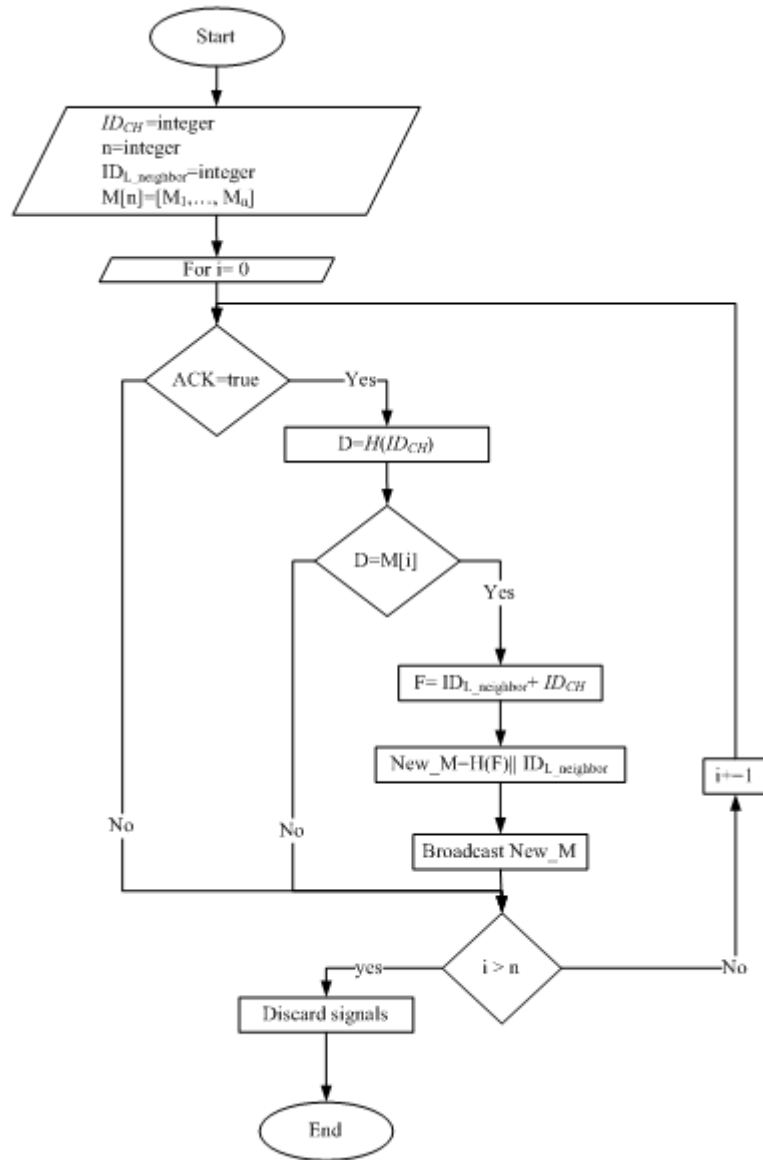 Start
ID_CH=integer
n=integer
ID_L_neighbor=integer
M[n]=[M_1,…, M_n]
For i= 0
ACK=true
Yes
D=H(ID_CH)
D=M[i]
Yes
F= ID_L_neighbor+ ID_CH
New_M=H(F)|| ID_L_neighbor
i+=1
No
No
Broadcast New_M
i > n
yes
No
Discard signals
End